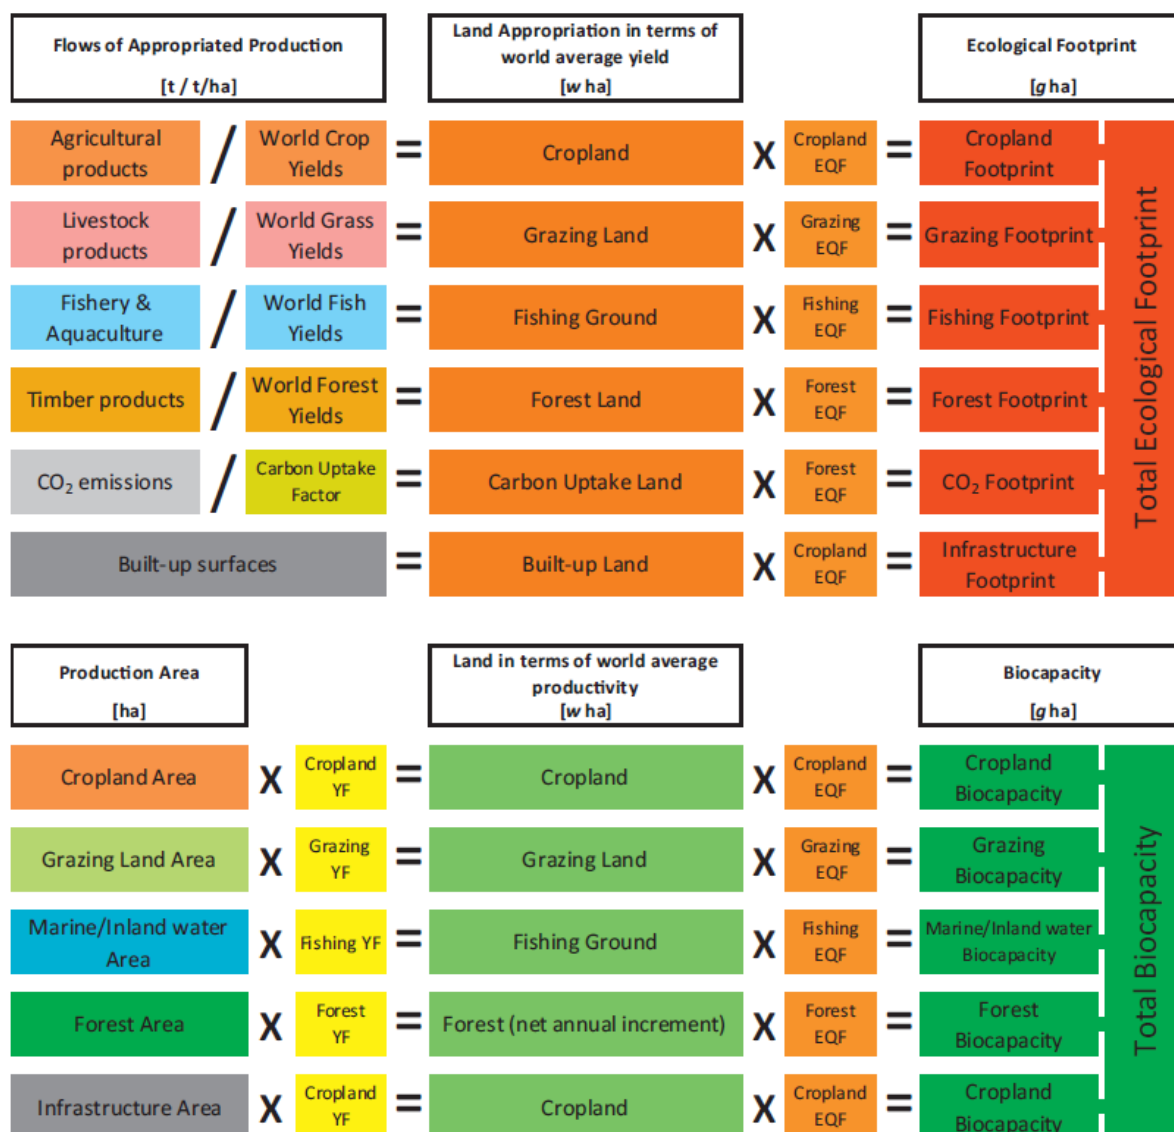 Flows of Appropriated Production
[t / t/ha]
Land Appropriation in terms of
world average yield
[w ha]
Ecological Footprint
[g ha]
Agricultural
products
/
World Crop
Yields
=
Cropland
X
Cropland
EQF
=
Cropland
Footprint
Livestock
products
/
World Grass
Yields
=
Grazing Land
X
Grazing
EQF
=
Grazing Footprint
Fishery &
Aquaculture
/
World Fish
Yields
=
Fishing Ground
X
Fishing
EQF
=
Fishing Footprint
Timber products
/
World Forest
Yields
=
Forest Land
X
Forest
EQF
=
Forest Footprint
CO₂ emissions
/
Carbon Uptake
Factor
=
Carbon Uptake Land
X
Forest
EQF
=
CO₂ Footprint
Built-up surfaces
=
Built-up Land
X
Cropland
EQF
=
Infrastructure
Footprint
Total Ecological Footprint
Production Area
[ha]
Land in terms of world average
productivity
[w ha]
Biocapacity
[g ha]
Cropland Area
X
Cropland
YF
=
Cropland
X
Cropland
EQF
=
Cropland
Biocapacity
Grazing Land Area
X
Grazing
YF
=
Grazing Land
X
Grazing
EQF
=
Grazing
Biocapacity
Marine/Inland water
Area
X
Fishing YF
=
Fishing Ground
X
Fishing
EQF
=
Marine/Inland water
Biocapacity
Forest Area
X
Forest
YF
=
Forest (net annual increment)
X
Forest
EQF
=
Forest
Biocapacity
Infrastructure Area
X
Cropland
YF
=
Cropland
X
Cropland
EQF
=
Cropland
Biocapacity
Total Biocapacity